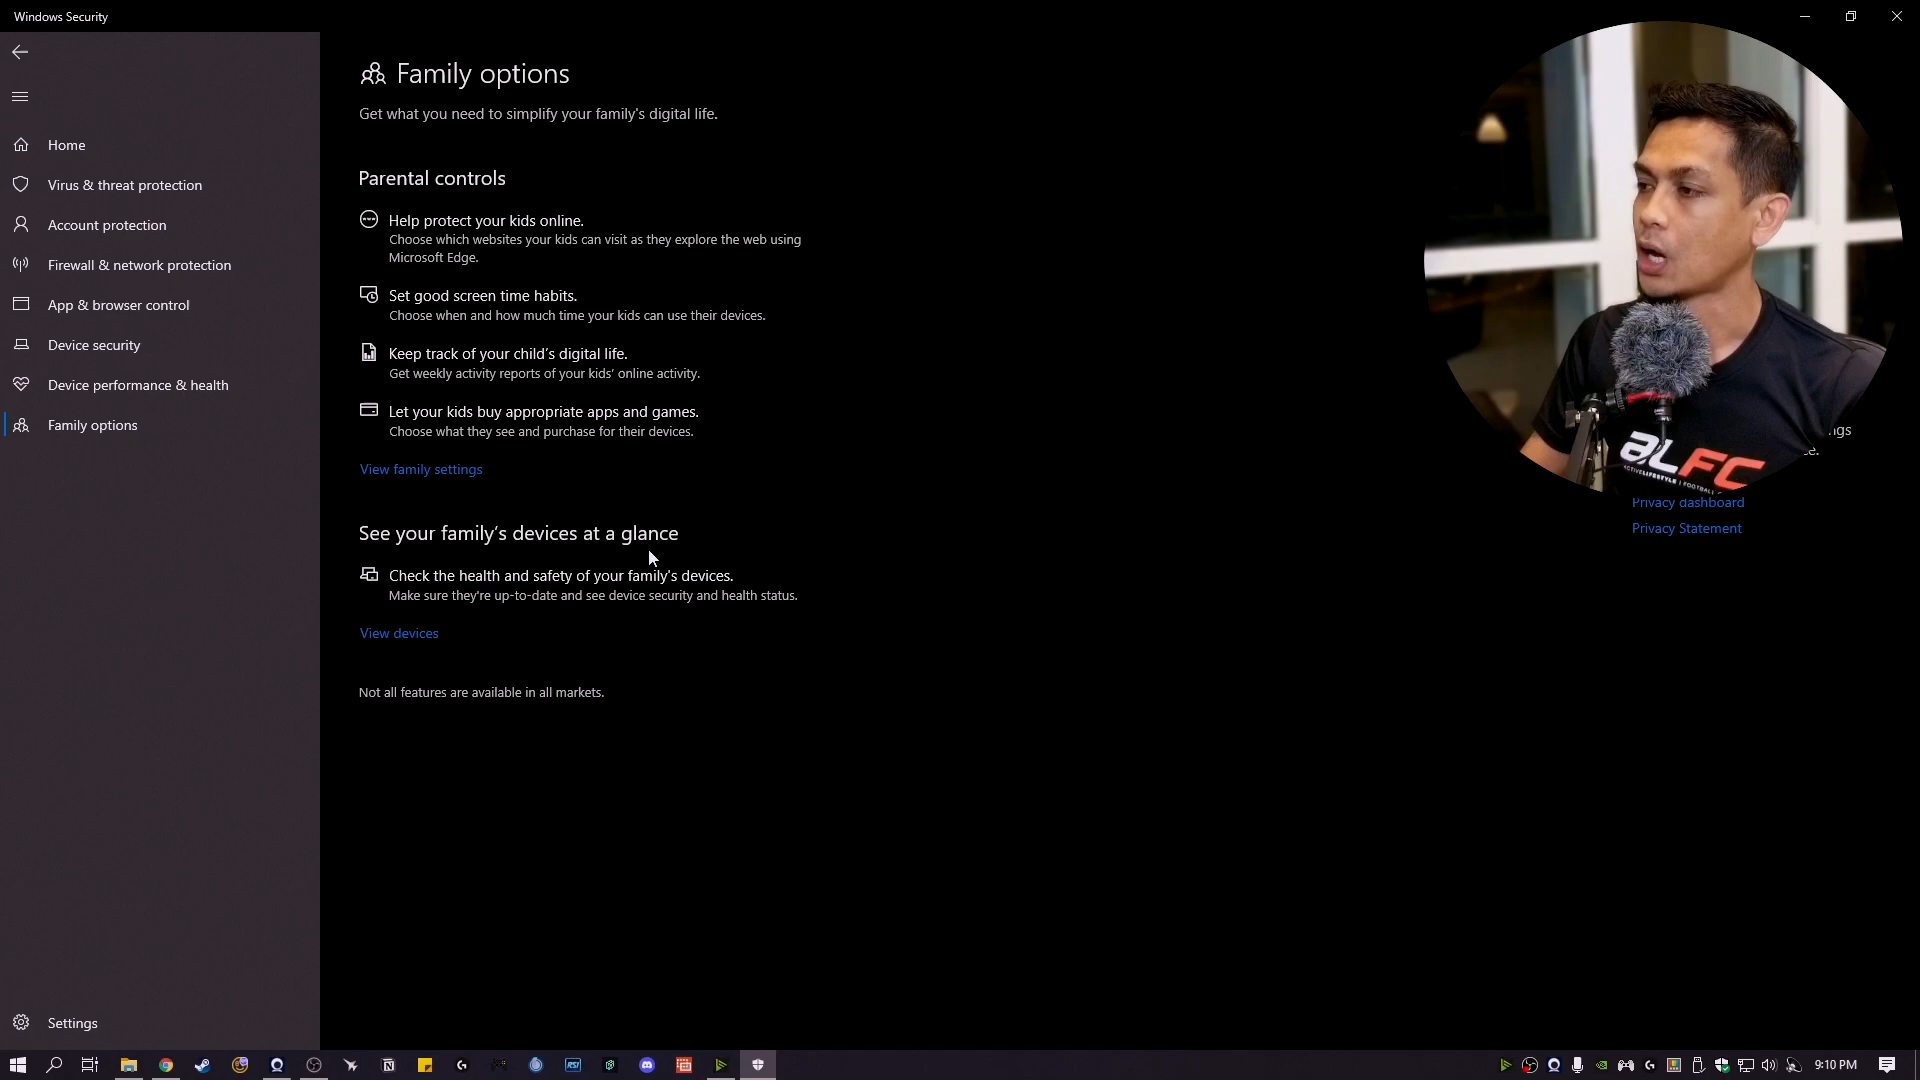 Windows Security
Home
Virus & threat protection
Account protection
Firewall & network protection
App & browser control
Device security
Device performance & health
Family options
Settings
Family options
Get what you need to simplify your family's digital life.
Parental controls
Help protect your kids online.
Choose which websites your kids can visit as they explore the web using
Microsoft Edge.
Set good screen time habits.
Choose when and how much time your kids can use their devices.
Keep track of your child’s digital life.
Get weekly activity reports of your kids’ online activity.
Let your kids buy appropriate apps and games.
Choose what they see and purchase for their devices.
View family settings
See your family’s devices at a glance
Check the health and safety of your family's devices.
Make sure they're up-to-date and see device security and health status.
View devices
Not all features are available in all markets.
ALFC
ACTIVELIFESTYLE | FOOTBALL
Privacy dashboard
Privacy Statement
RSI
9:10 PM